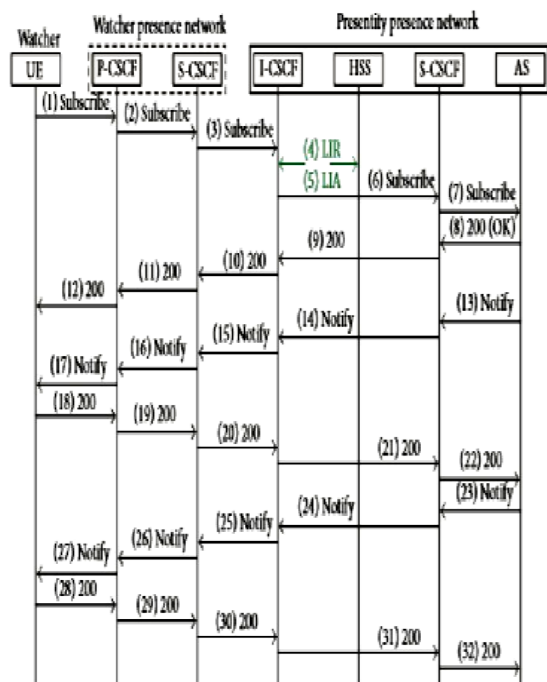 Watcher presence network
Presentity presence network
Watcher
UE
P-CSCF
S-CSCF
I-CSCF
HSS
S-CSCF
AS
(1) Subscribe
(2) Subscribe
(3) Subscribe
(4) LIR
(5) LIA
(6) Subscribe
(7) Subscribe
(8) 200 (OK)
(9) 200
(10) 200
(11) 200
(12) 200
(13) Notify
(14) Notify
(15) Notify
(16) Notify
(17) Notify
(18) 200
(19) 200
(20) 200
(21) 200
(22) 200
(23) Notify
(24) Notify
(25) Notify
(26) Notify
(27) Notify
(28) 200
(29) 200
(30) 200
(31) 200
(32) 200